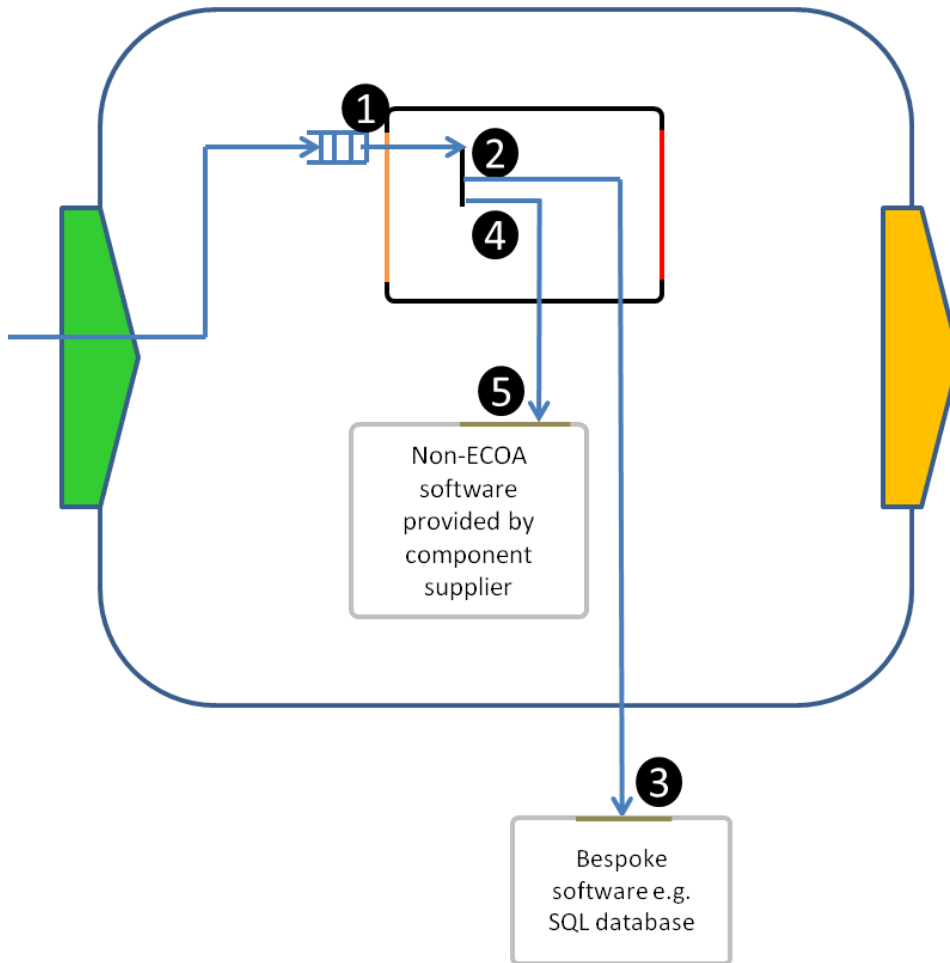 1
2
4
5
Non-ECOA
software
provided by
component
supplier
3
Bespoke
software e.g.
SQL database